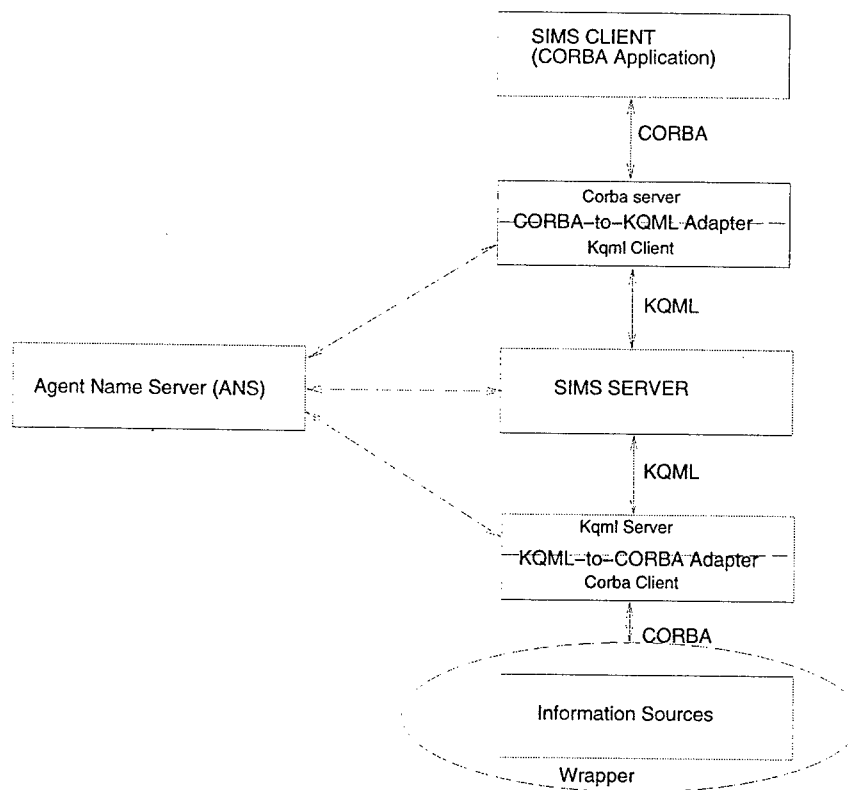 SIMS CLIENT
(CORBA Application)
CORBA
Corba server
CORBA-to-KQML Adapter
Kqml Client
KQML
Agent Name Server (ANS)
SIMS SERVER
KQML
Kqml Server
KQML-to-CORBA Adapter
Corba Client
CORBA
Information Sources
Wrapper